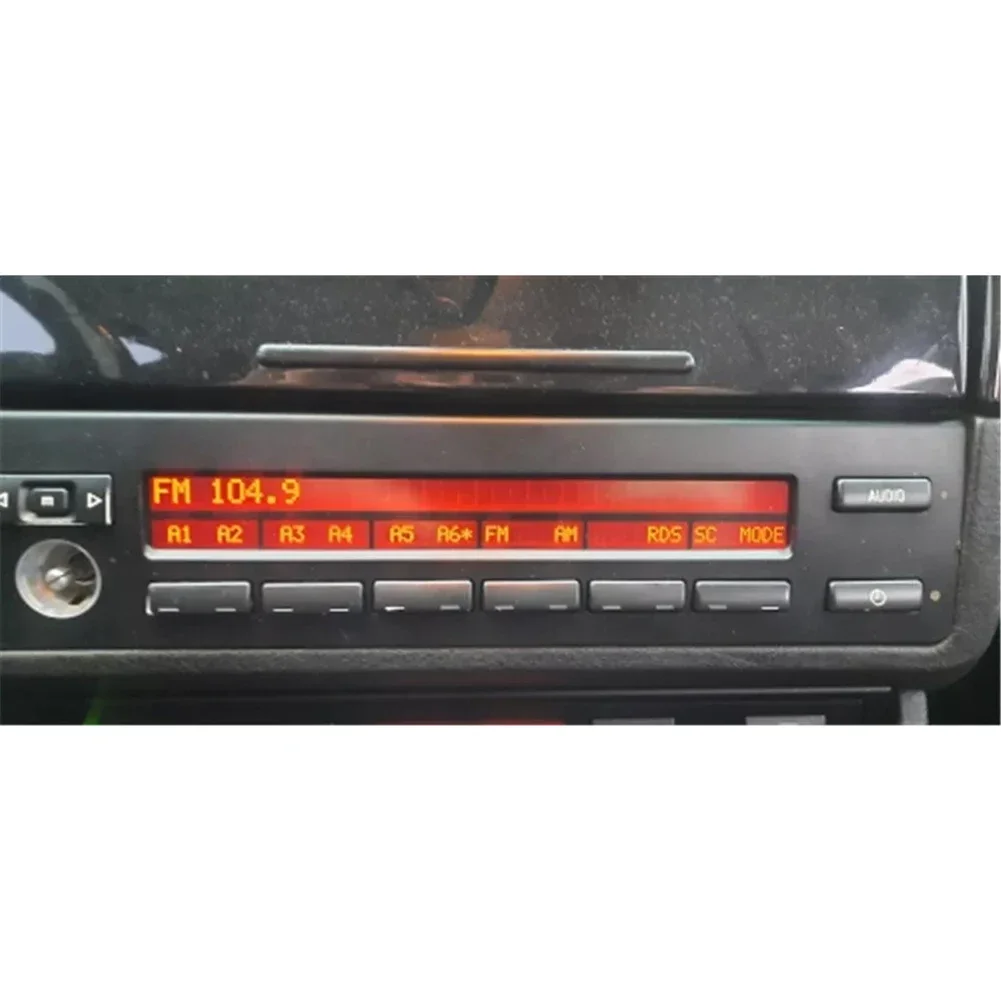 FM 104.9
m
AUDIO
A1 A2 A3 A4 A5 A6* FM AM RDS SC MODE